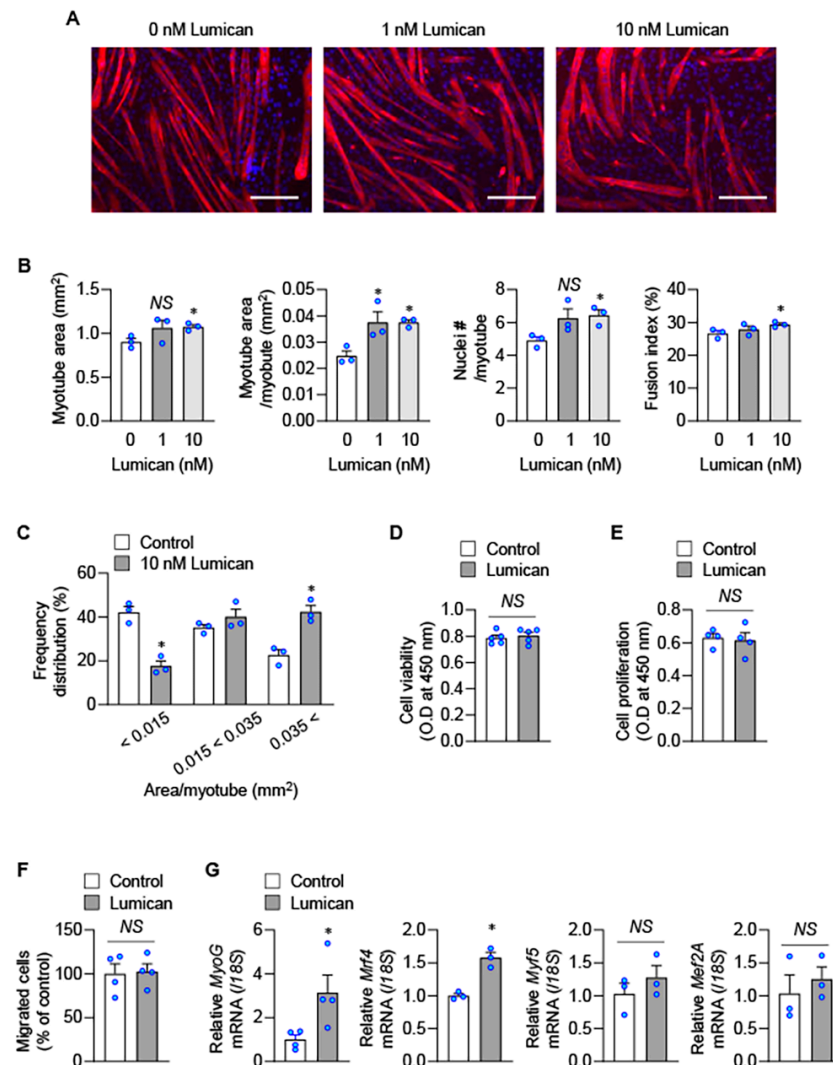 A
0 nM Lumican
1 nM Lumican
10 nM Lumican
B
Myotube area (mm²)
1.5
1.0
0.5
0.0
NS
*
0 1 10
Lumican (nM)
Myotube area
/myobute (mm²)
0.05
0.04
0.03
0.02
0.01
0.00
*
*
0 1 10
Lumican (nM)
Nuclei #
/myotube
8
6
4
2
0
NS
*
0 1 10
Lumican (nM)
Fusion index (%)
40
30
20
10
0
*
0 1 10
Lumican (nM)
C
Control
10 nM Lumican
Frequency
distribution (%)
60
40
20
0
*
*
< 0.015
0.015 < 0.035
0.035 <
Area/myotube (mm²)
D
Control
Lumican
NS
Cell viability
(O.D at 450 nm)
1.0
0.8
0.6
0.4
0.2
0.0
E
Control
Lumican
NS
Cell proliferation
(O.D at 450 nm)
0.8
0.6
0.4
0.2
0.0
F
Control
Lumican
NS
Migrated cells
(% of control)
150
100
50
0
G
Control
Lumican
Relative MyoG
mRNA (/18S)
6
4
2
0
*
Relative Mrf4
mRNA (/18S)
2.0
1.5
1.0
0.5
0.0
*
Relative Myf5
mRNA (/18S)
2.0
1.5
1.0
0.5
0.0
NS
Relative Mef2A
mRNA (/18S)
2.0
1.5
1.0
0.5
0.0
NS